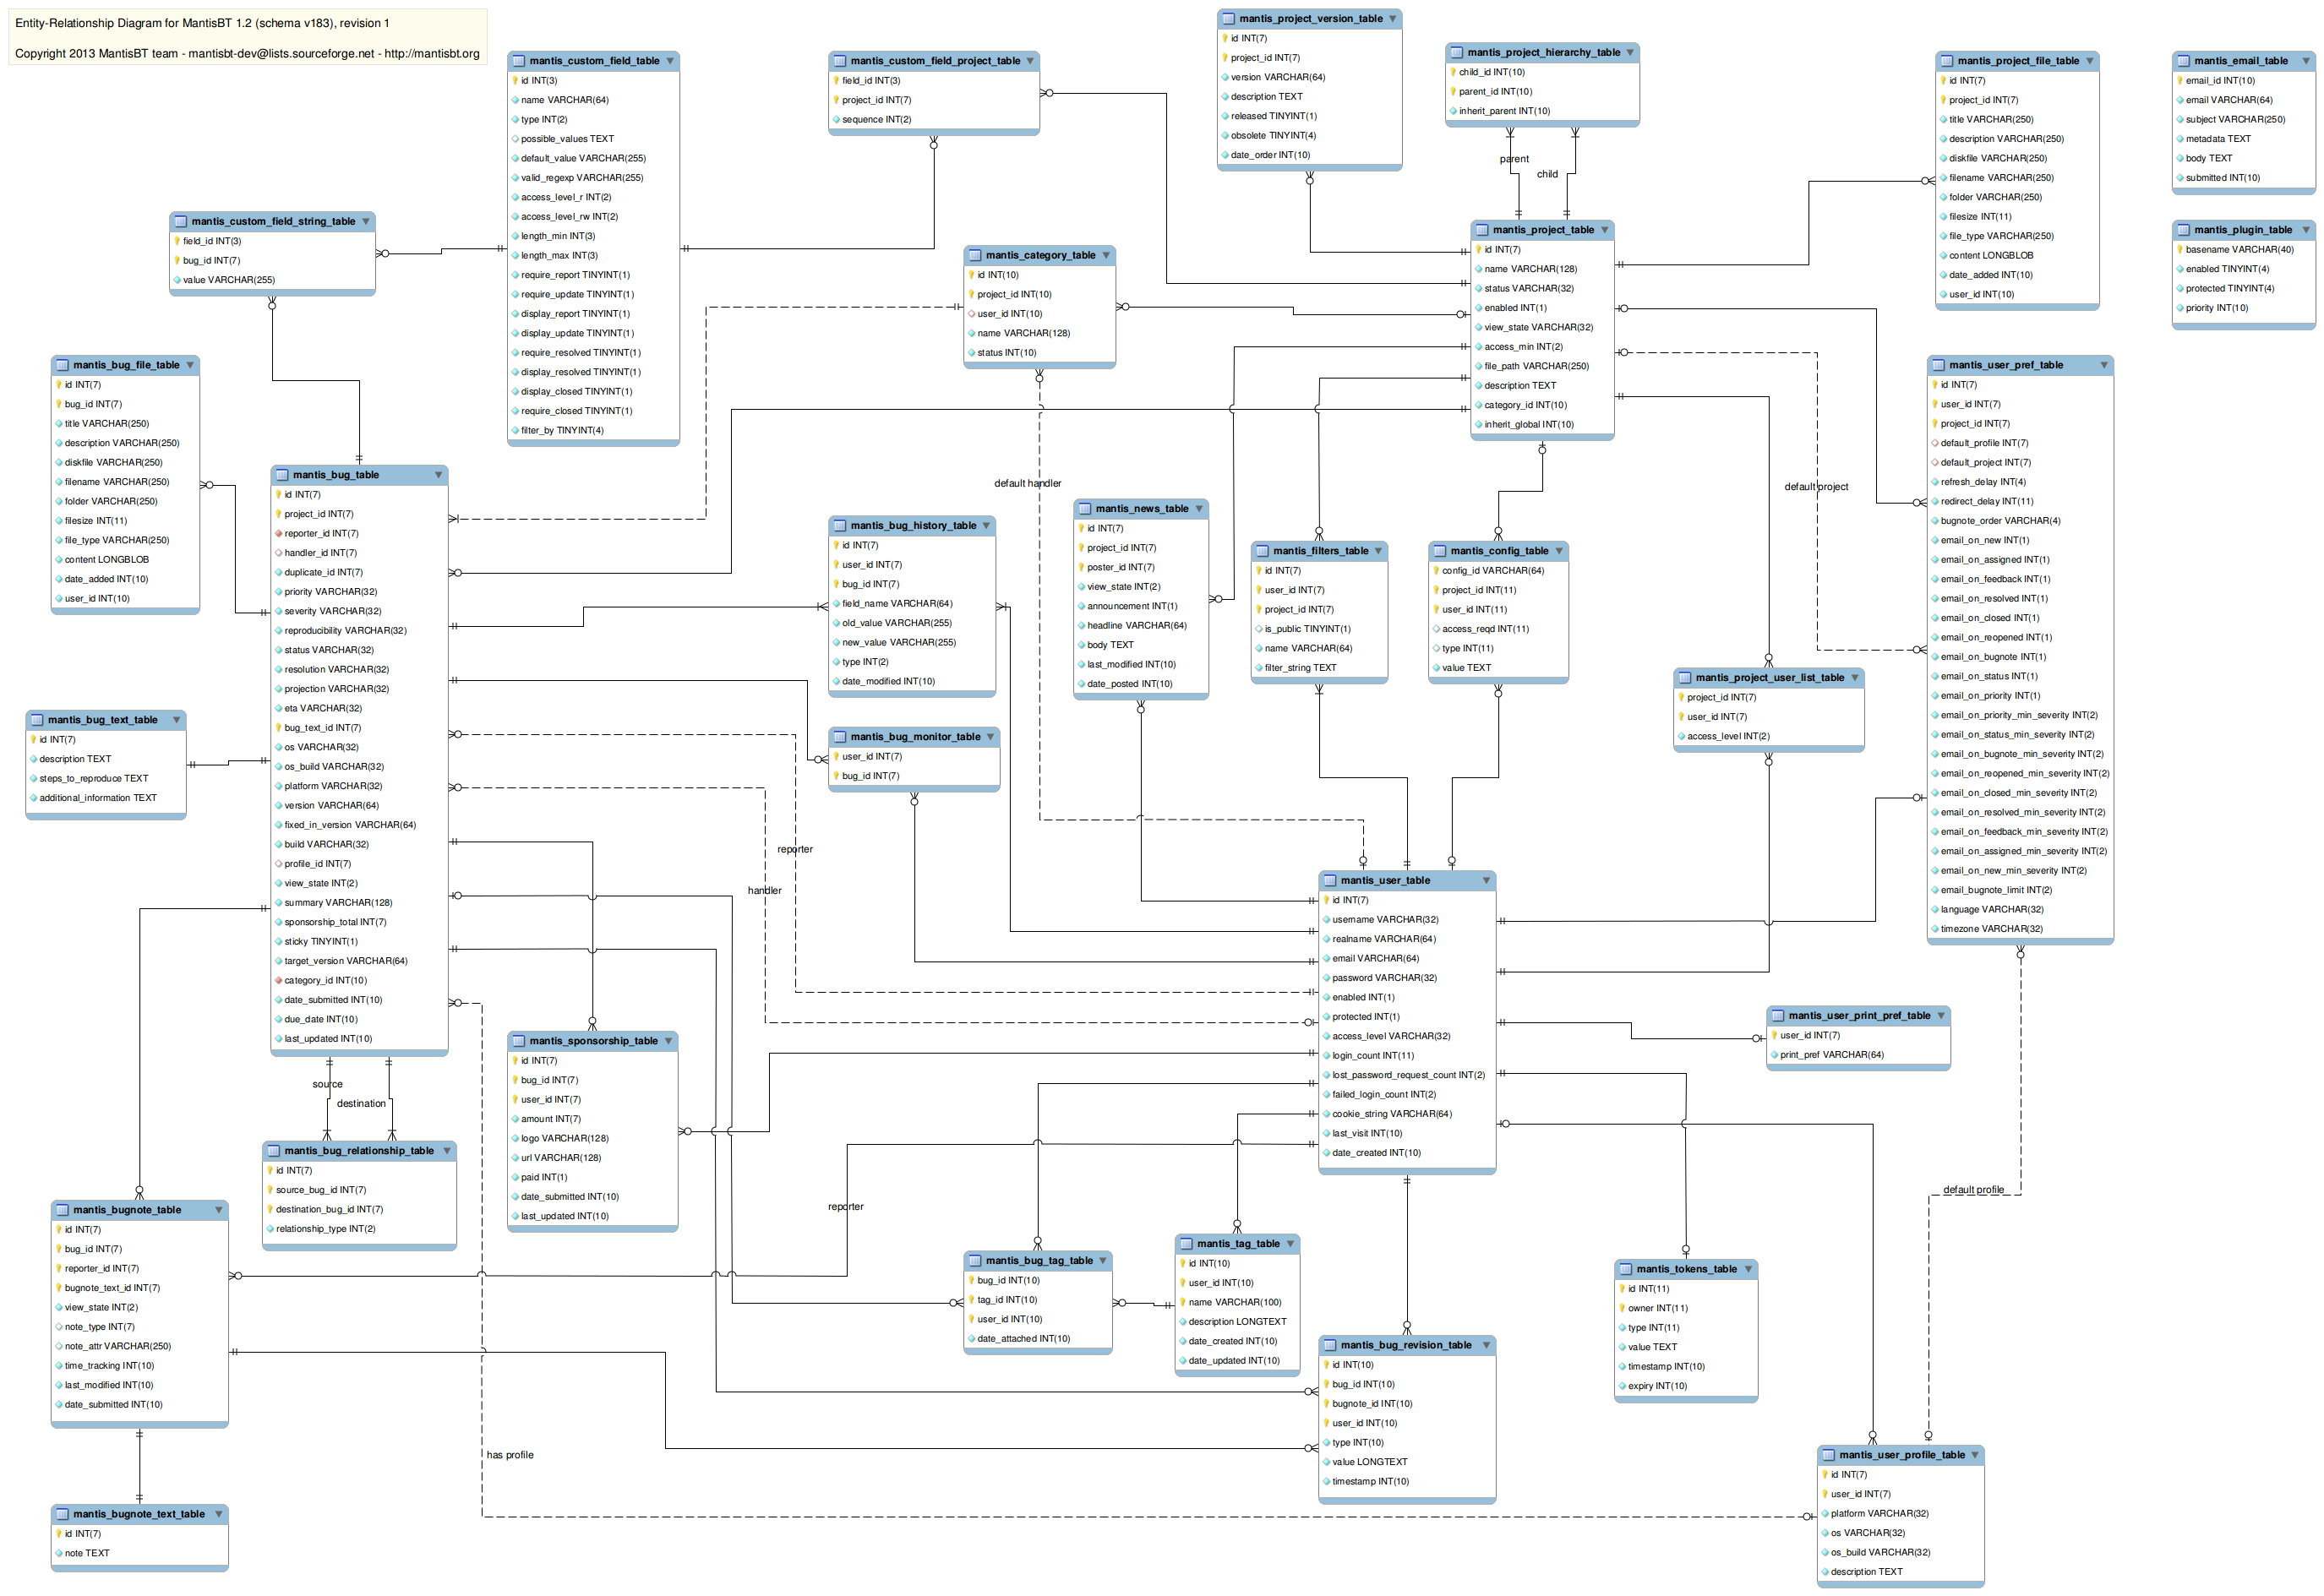 Entity-Relationship Diagram for MantisBT 1.2 (schema v183), revision 1
Copyright 2013 MantisBT team - mantisbt-dev@lists.sourceforge.net - http://mantisbt.org
mantis_custom_field_table
id INT(3)
name VARCHAR(64)
type INT(2)
possible_values TEXT
default_value VARCHAR(255)
valid_regexp VARCHAR(255)
access_level_r INT(2)
access_level_rw INT(2)
length_min INT(3)
length_max INT(3)
require_report TINYINT(1)
require_update TINYINT(1)
display_report TINYINT(1)
display_update TINYINT(1)
require_resolved TINYINT(1)
display_resolved TINYINT(1)
display_closed TINYINT(1)
require_closed TINYINT(1)
filter_by TINYINT(4)
mantis_custom_field_project_table
field_id INT(3)
project_id INT(7)
sequence INT(2)
mantis_project_version_table
id INT(7)
project_id INT(7)
version VARCHAR(64)
description TEXT
released TINYINT(1)
obsolete TINYINT(4)
date_order INT(10)
mantis_project_hierarchy_table
child_id INT(10)
parent_id INT(10)
inherit_parent INT(10)
parent
child
mantis_project_file_table
id INT(7)
project_id INT(7)
title VARCHAR(250)
description VARCHAR(250)
diskfile VARCHAR(250)
filename VARCHAR(250)
folder VARCHAR(250)
filesize INT(11)
file_type VARCHAR(250)
content LONGBLOB
date_added INT(10)
user_id INT(10)
mantis_email_table
email_id INT(10)
email VARCHAR(64)
subject VARCHAR(250)
metadata TEXT
body TEXT
submitted INT(10)
mantis_plugin_table
basename VARCHAR(40)
enabled TINYINT(4)
protected TINYINT(4)
priority INT(10)
mantis_custom_field_string_table
field_id INT(3)
bug_id INT(7)
value VARCHAR(255)
mantis_category_table
id INT(10)
project_id INT(10)
user_id INT(10)
name VARCHAR(128)
status INT(10)
mantis_project_table
id INT(7)
name VARCHAR(128)
status VARCHAR(32)
enabled INT(1)
view_state VARCHAR(32)
access_min INT(2)
file_path VARCHAR(250)
description TEXT
category_id INT(10)
inherit_global INT(10)
mantis_bug_file_table
id INT(7)
bug_id INT(7)
title VARCHAR(250)
description VARCHAR(250)
diskfile VARCHAR(250)
filename VARCHAR(250)
folder VARCHAR(250)
filesize INT(11)
file_type VARCHAR(250)
content LONGBLOB
date_added INT(10)
user_id INT(10)
mantis_bug_table
id INT(7)
project_id INT(7)
reporter_id INT(7)
handler_id INT(7)
duplicate_id INT(7)
priority VARCHAR(32)
severity VARCHAR(32)
reproducibility VARCHAR(32)
status VARCHAR(32)
resolution VARCHAR(32)
projection VARCHAR(32)
eta VARCHAR(32)
bug_text_id INT(7)
os VARCHAR(32)
os_build VARCHAR(32)
platform VARCHAR(32)
version VARCHAR(64)
fixed_in_version VARCHAR(64)
build VARCHAR(32)
profile_id INT(7)
view_state INT(2)
summary VARCHAR(128)
sponsorship_total INT(7)
sticky TINYINT(1)
target_version VARCHAR(64)
category_id INT(10)
date_submitted INT(10)
due_date INT(10)
last_updated INT(10)
source
destination
default handler
default project
mantis_user_pref_table
id INT(7)
user_id INT(7)
project_id INT(7)
default_profile INT(7)
default_project INT(7)
refresh_delay INT(4)
redirect_delay INT(11)
bugnote_order VARCHAR(4)
email_on_new INT(1)
email_on_assigned INT(1)
email_on_feedback INT(1)
email_on_resolved INT(1)
email_on_closed INT(1)
email_on_reopened INT(1)
email_on_bugnote INT(1)
email_on_status INT(1)
email_on_priority INT(1)
email_on_priority_min_severity INT(2)
email_on_status_min_severity INT(2)
email_on_bugnote_min_severity INT(2)
email_on_reopened_min_severity INT(2)
email_on_closed_min_severity INT(2)
email_on_resolved_min_severity INT(2)
email_on_feedback_min_severity INT(2)
email_on_assigned_min_severity INT(2)
email_on_new_min_severity INT(2)
email_bugnote_limit INT(2)
language VARCHAR(32)
timezone VARCHAR(32)
mantis_bug_history_table
id INT(7)
user_id INT(7)
bug_id INT(7)
field_name VARCHAR(64)
old_value VARCHAR(255)
new_value VARCHAR(255)
type INT(2)
date_modified INT(10)
mantis_news_table
id INT(7)
project_id INT(7)
poster_id INT(7)
view_state INT(2)
announcement INT(1)
headline VARCHAR(64)
body TEXT
last_modified INT(10)
date_posted INT(10)
mantis_filters_table
id INT(7)
user_id INT(7)
project_id INT(7)
is_public TINYINT(1)
name VARCHAR(64)
filter_string TEXT
mantis_config_table
config_id VARCHAR(64)
project_id INT(11)
user_id INT(11)
access_reqd INT(11)
type INT(11)
value TEXT
mantis_project_user_list_table
project_id INT(7)
user_id INT(7)
access_level INT(2)
mantis_bug_text_table
id INT(7)
description TEXT
steps_to_reproduce TEXT
additional_information TEXT
mantis_bug_monitor_table
user_id INT(7)
bug_id INT(7)
reporter
handler
mantis_user_table
id INT(7)
username VARCHAR(32)
realname VARCHAR(64)
email VARCHAR(64)
password VARCHAR(32)
enabled INT(1)
protected INT(1)
access_level VARCHAR(32)
login_count INT(11)
lost_password_request_count INT(2)
failed_login_count INT(2)
cookie_string VARCHAR(64)
last_visit INT(10)
date_created INT(10)
mantis_user_print_pref_table
user_id INT(7)
print_pref VARCHAR(64)
mantis_sponsorship_table
id INT(7)
bug_id INT(7)
user_id INT(7)
amount INT(7)
logo VARCHAR(128)
url VARCHAR(128)
paid INT(1)
date_submitted INT(10)
last_updated INT(10)
mantis_bug_relationship_table
id INT(7)
source_bug_id INT(7)
destination_bug_id INT(7)
relationship_type INT(2)
default profile
reporter
mantis_bugnote_table
id INT(7)
bug_id INT(7)
reporter_id INT(7)
bugnote_text_id INT(7)
view_state INT(2)
note_type INT(7)
note_attr VARCHAR(250)
time_tracking INT(10)
last_modified INT(10)
date_submitted INT(10)
mantis_bug_tag_table
bug_id INT(10)
tag_id INT(10)
user_id INT(10)
date_attached INT(10)
mantis_tag_table
id INT(10)
user_id INT(10)
name VARCHAR(100)
description LONGTEXT
date_created INT(10)
date_updated INT(10)
mantis_tokens_table
id INT(11)
owner INT(11)
type INT(11)
value TEXT
timestamp INT(10)
expiry INT(10)
mantis_bug_revision_table
id INT(10)
bug_id INT(10)
bugnote_id INT(10)
user_id INT(10)
type INT(10)
value LONGTEXT
timestamp INT(10)
has profile
mantis_user_profile_table
id INT(7)
user_id INT(7)
platform VARCHAR(32)
os VARCHAR(32)
os_build VARCHAR(32)
description TEXT
mantis_bugnote_text_table
id INT(7)
note TEXT